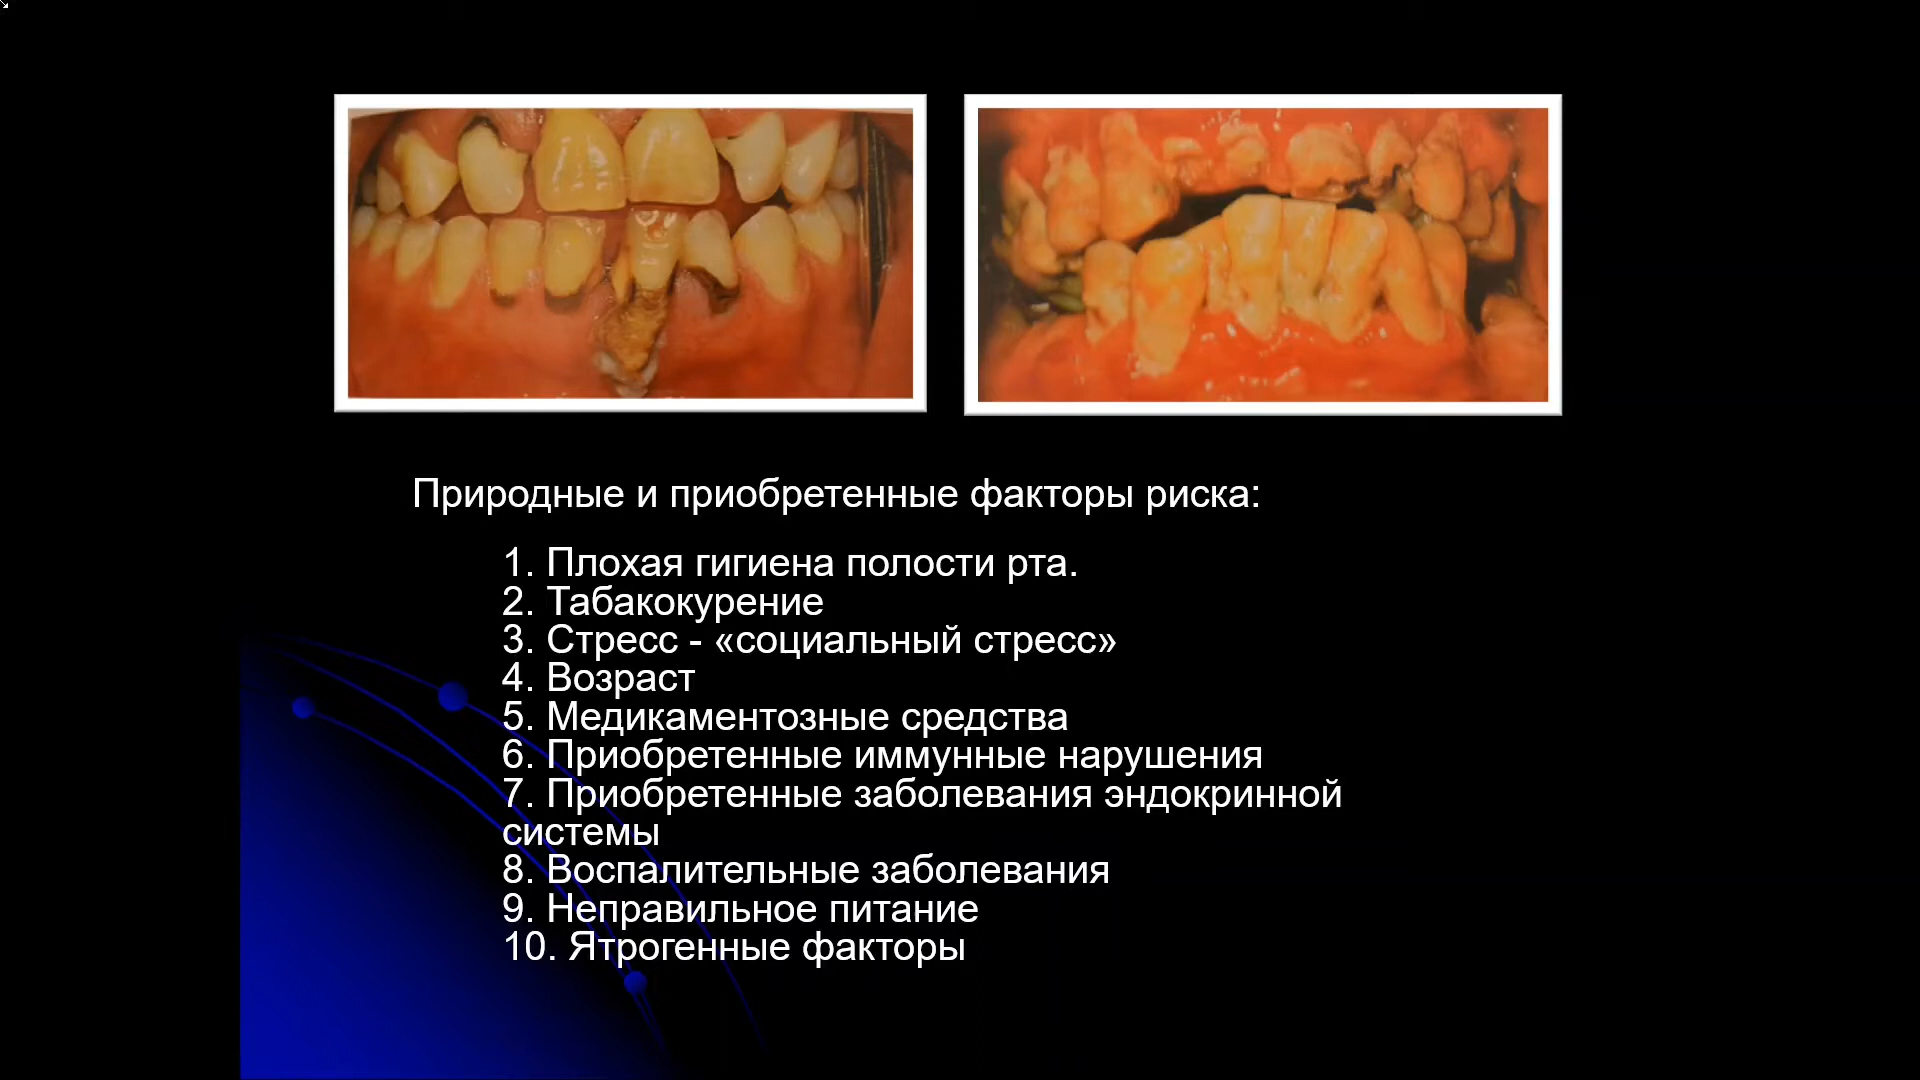 Природные и приобретенные факторы риска:
1. Плохая гигиена полости рта.
2. Табакокурение
3. Стресс - «социальный стресс»
4. Возраст
5. Медикаментозные средства
6. Приобретенные иммунные нарушения
7. Приобретенные заболевания эндокринной
системы
8. Воспалительные заболевания
9. Неправильное питание
10. Ятрогенные факторы